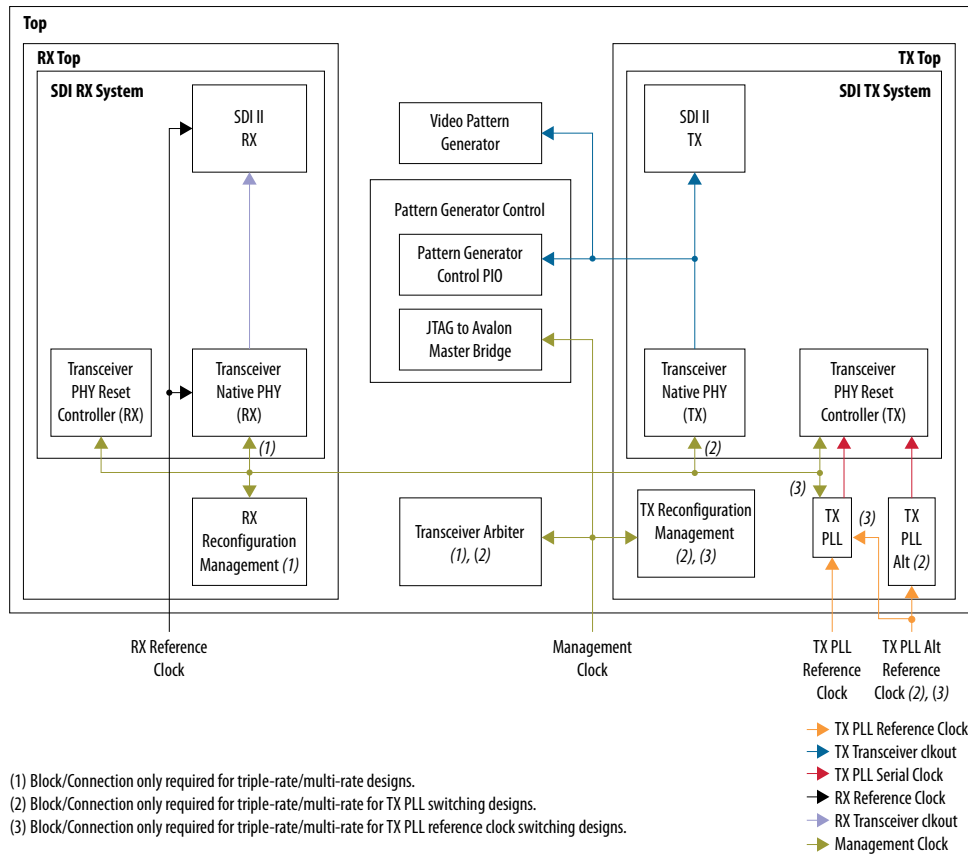 Top
RX Top
SDI RX System
SDI II
RX
Transceiver
PHY Reset
Controller (RX)
Transceiver
Native PHY
(RX)
(1)
RX
Reconfiguration
Management (1)
Video Pattern
Generator
Pattern Generator Control
Pattern Generator
Control PIO
JTAG to Avalon
Master Bridge
Transceiver Arbiter
(1), (2)
TX Top
SDI TX System
SDI II
TX
Transceiver
Native PHY
(TX)
(2)
Transceiver
PHY Reset
Controller (TX)
(3)
TX Reconfiguration
Management
(2), (3)
TX
PLL
(3)
TX
PLL
Alt (2)
RX Reference
Clock
Management
Clock
TX PLL
Reference
Clock
TX PLL Alt
Reference
Clock (2), (3)
TX PLL Reference Clock
TX Transceiver clkout
TX PLL Serial Clock
RX Reference Clock
RX Transceiver clkout
Management Clock
(1) Block/Connection only required for triple-rate/multi-rate designs.
(2) Block/Connection only required for triple-rate/multi-rate for TX PLL switching designs.
(3) Block/Connection only required for triple-rate/multi-rate for TX PLL reference clock switching designs.